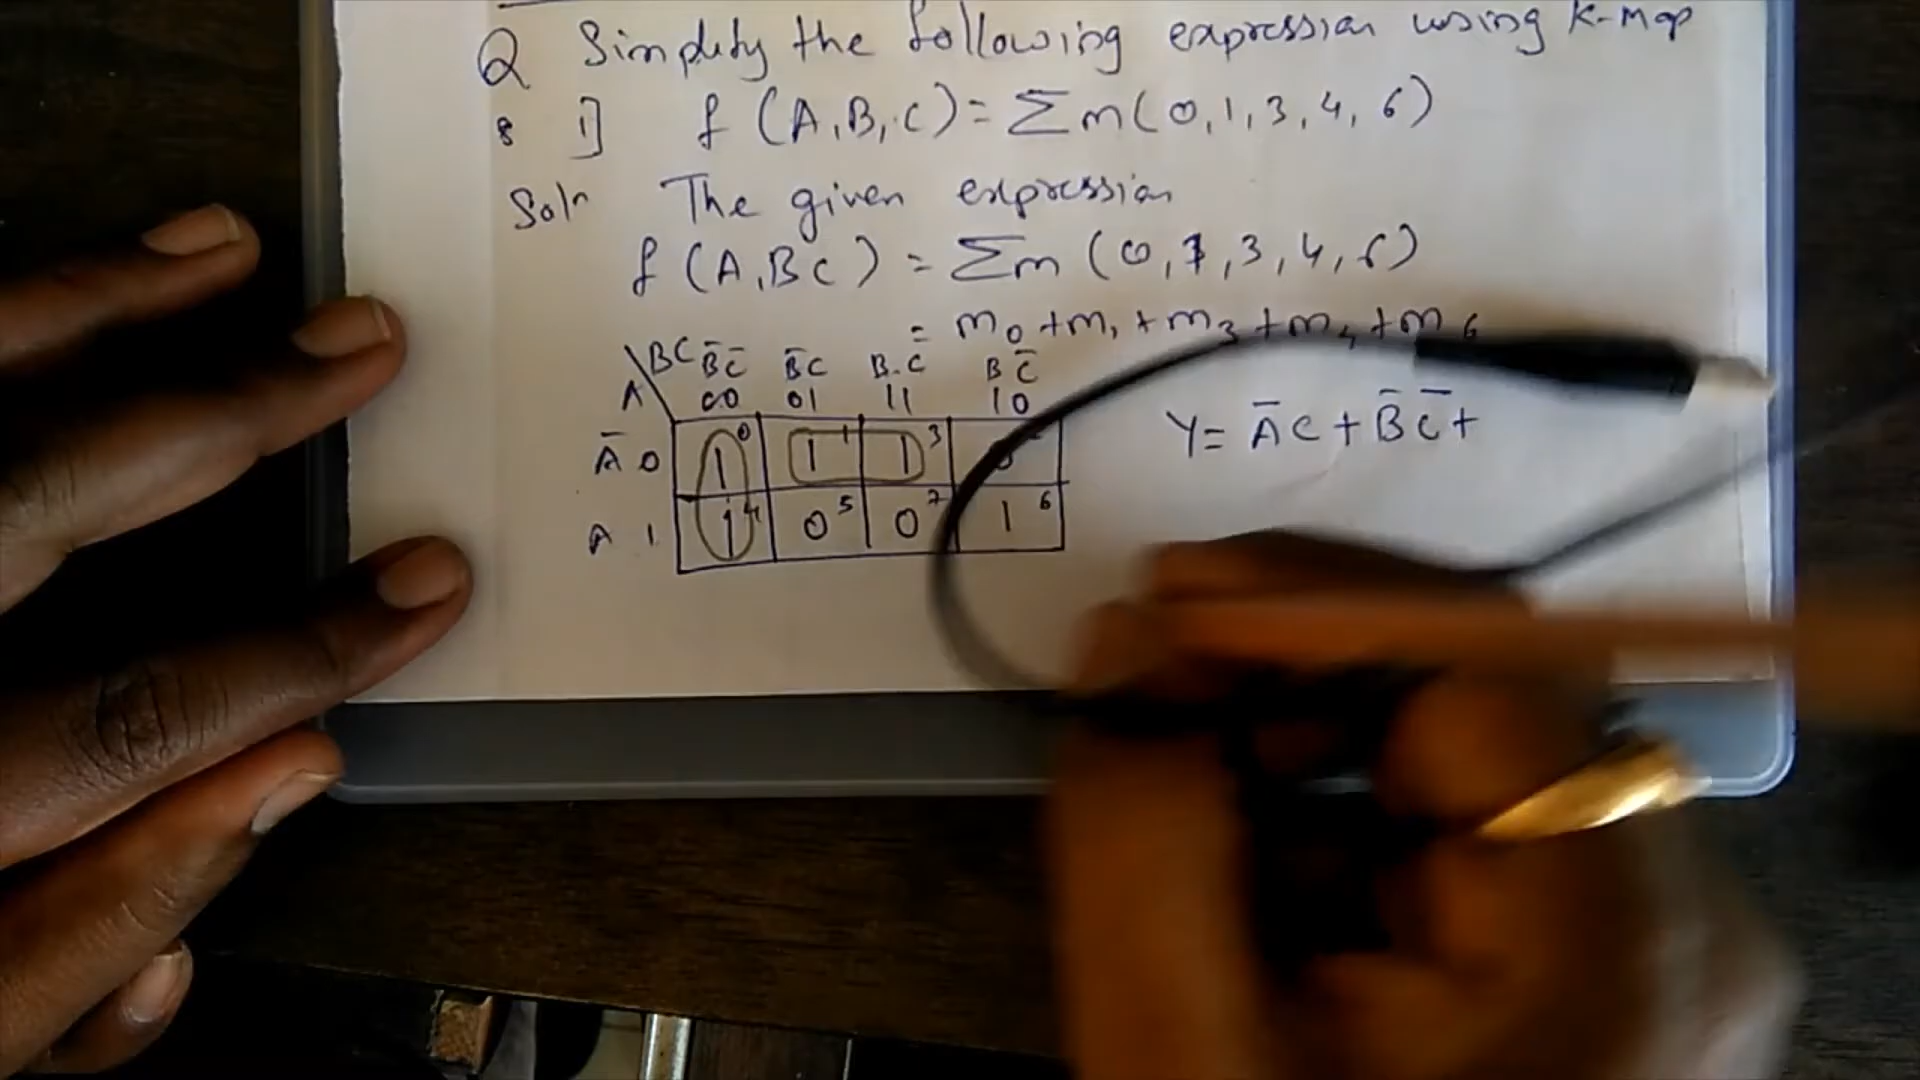 Q Simplify the following expression using K-Map
8 1] f (A,B,C) = Σm(0,1,3,4,6)
Soln The given expression
f (A,BC) = Σm (0,1,3,4,6)
= m0 + m1 + m3 + m4 + m6
BC B̅C̅ B̅C B.C BC̅
A 00 01 11 10
A̅ 0 1 0 1 1 1 3
A 1 1 4 0 5 0 7 1 6
Y = A̅C + B̅C̅ +